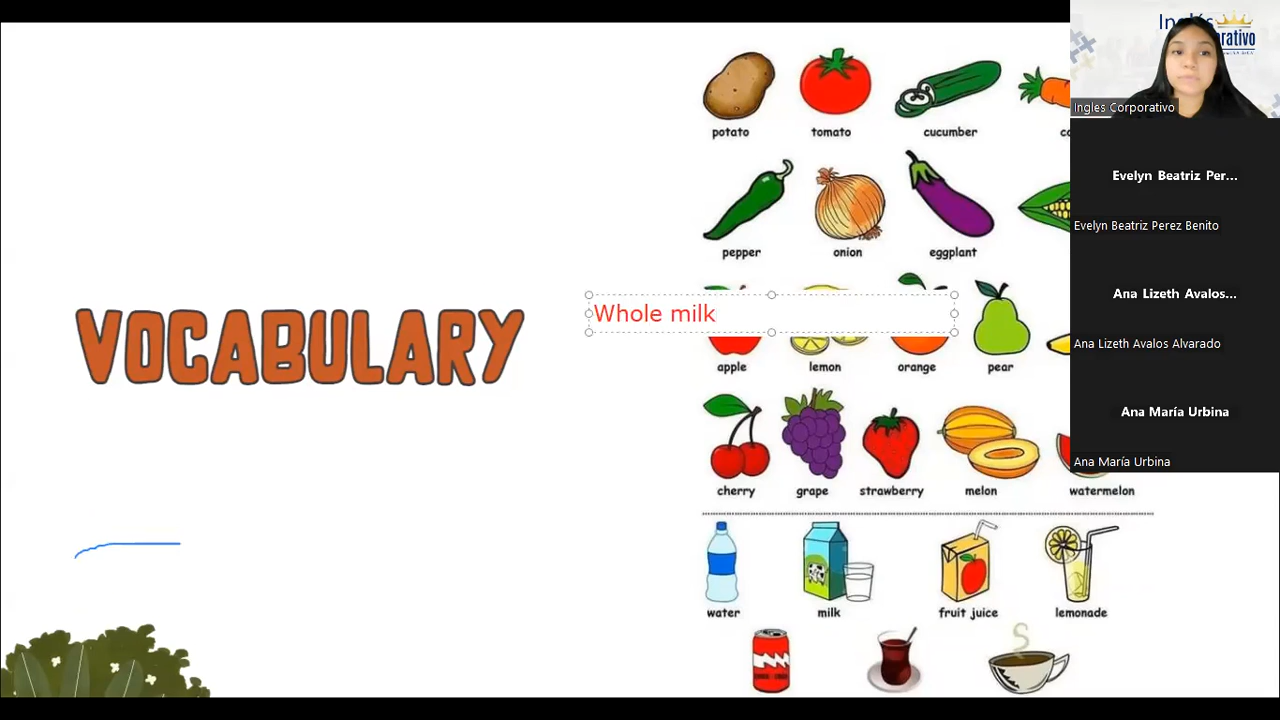 Inglés
rativo
Ingles Corporativo
potato tomato cucumber
Evelyn Beatriz Per...
Evelyn Beatriz Perez Benito
pepper onion eggplant
Ana Lizeth Avalos...
Whole milk
Ana Lizeth Avalos Alvarado
VOCABULARY
apple lemon orange pear
Ana María Urbina
Ana María Urbina
cherry grape strawberry melon watermelon
water milk fruit juice lemonade